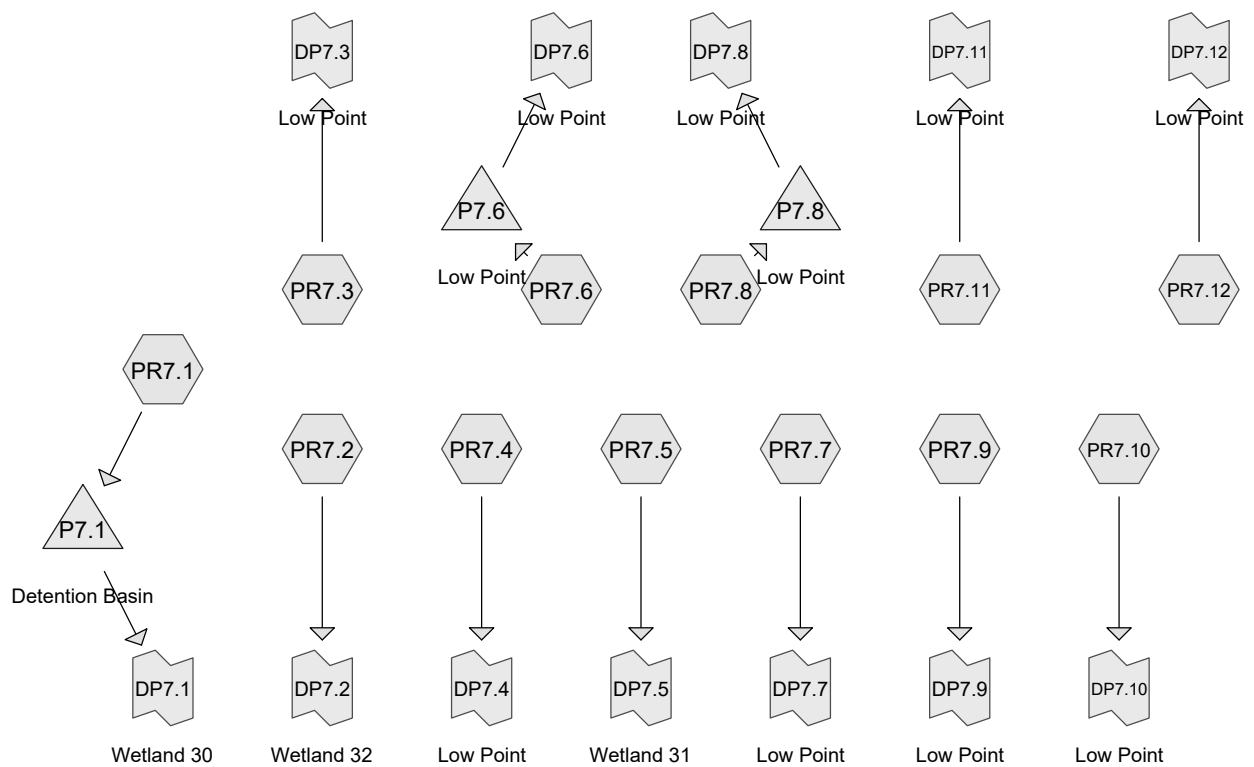 DP7.3
DP7.6
DP7.8
DP7.11
DP7.12
Low Point
Low Point
Low Point
Low Point
Low Point
P7.6
P7.8
Low Point
Low Point
PR7.3
PR7.6
PR7.8
PR7.11
PR7.12
PR7.1
PR7.2
PR7.4
PR7.5
PR7.7
PR7.9
PR7.10
P7.1
Detention Basin
DP7.1
DP7.2
DP7.4
DP7.5
DP7.7
DP7.9
DP7.10
Wetland 30
Wetland 32
Low Point
Wetland 31
Low Point
Low Point
Low Point